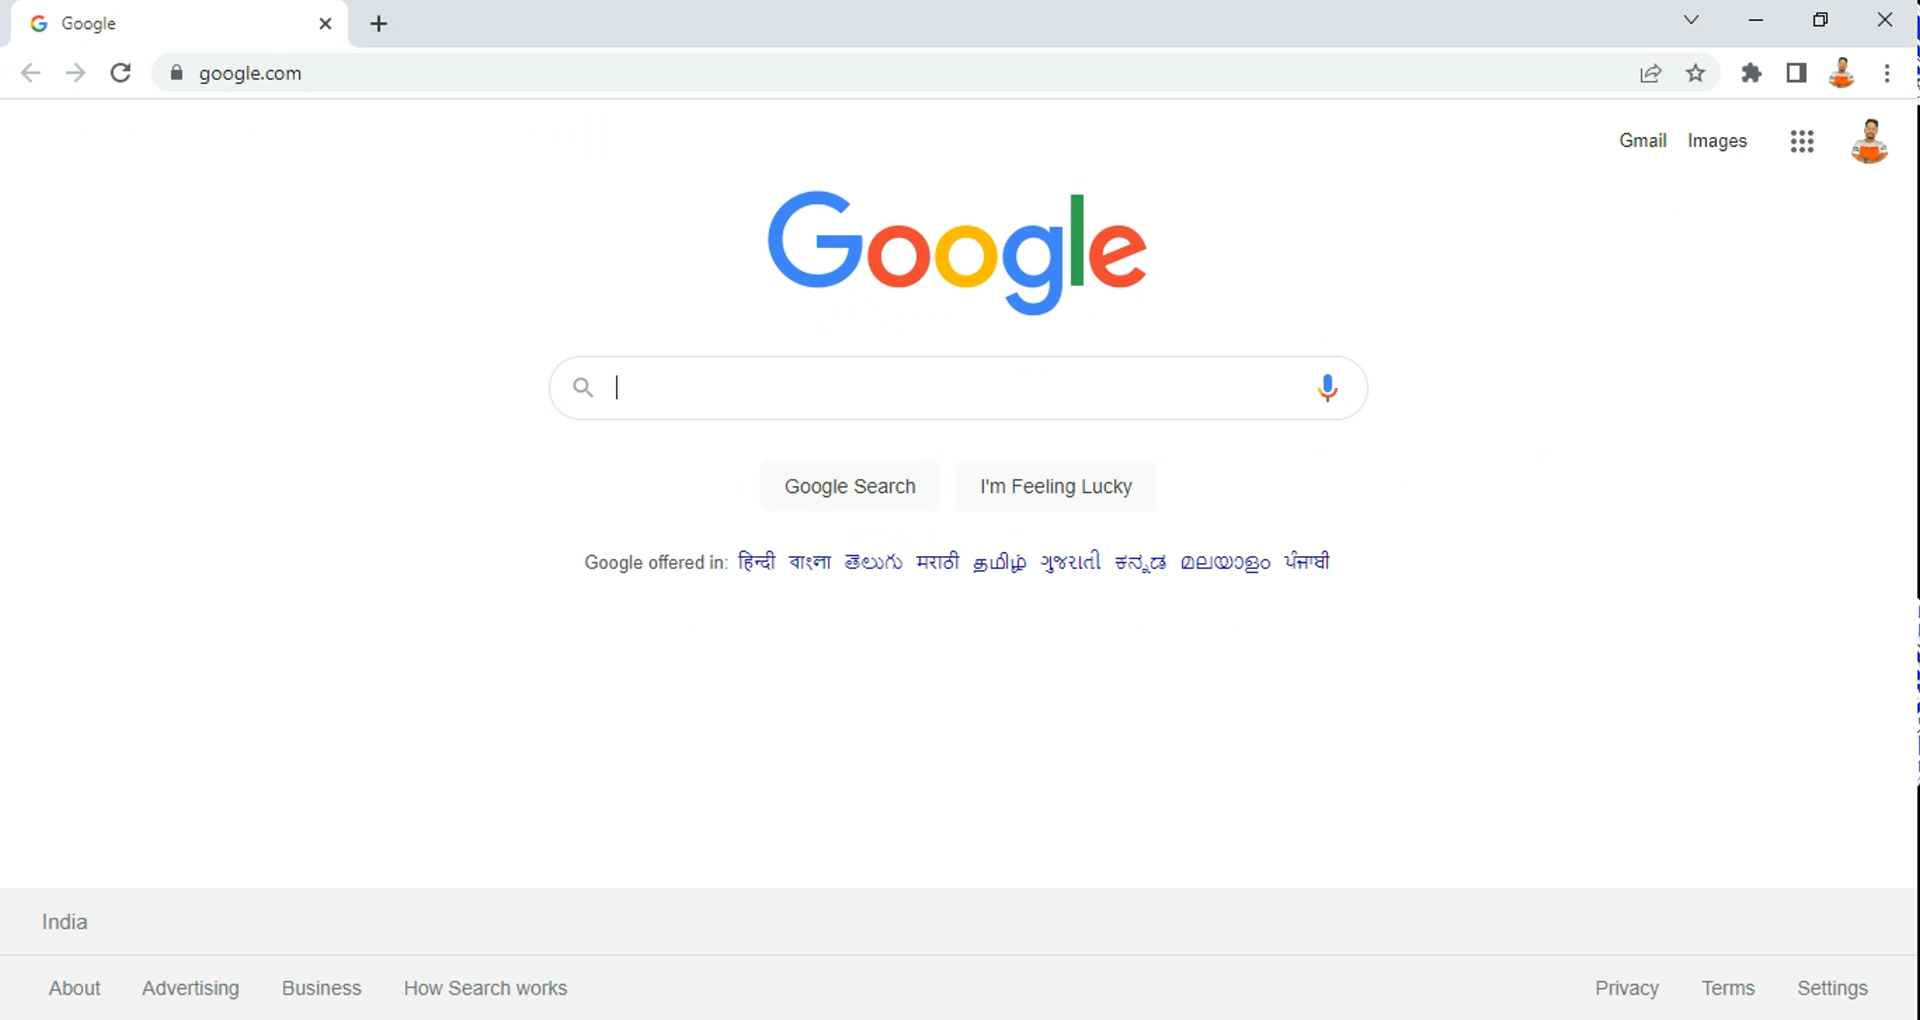 Google
google.com
Gmail Images
Google
Google Search I'm Feeling Lucky
Google offered in: हिन्दी বাংলা తెలుగు मराठी தமிழ் ગુજરાતી ಕನ್ನಡ മലയാളം ਪੰਜਾਬੀ
India
About Advertising Business How Search works Privacy Terms Settings